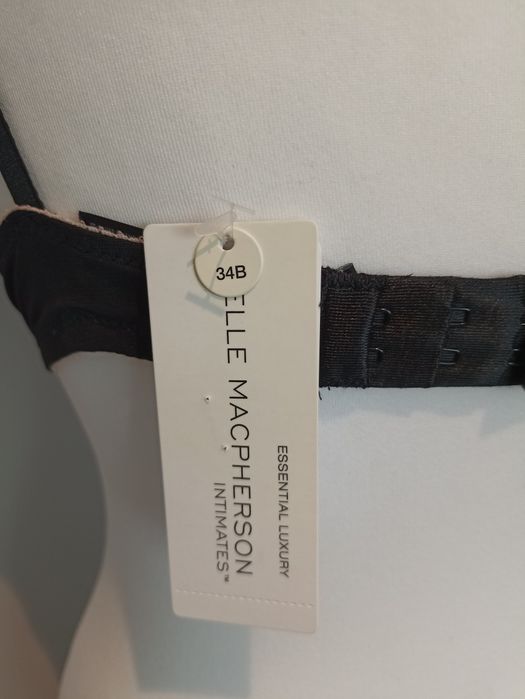 34B
ELLE MACPHERSON
INTIMATES™
ESSENTIAL LUXURY